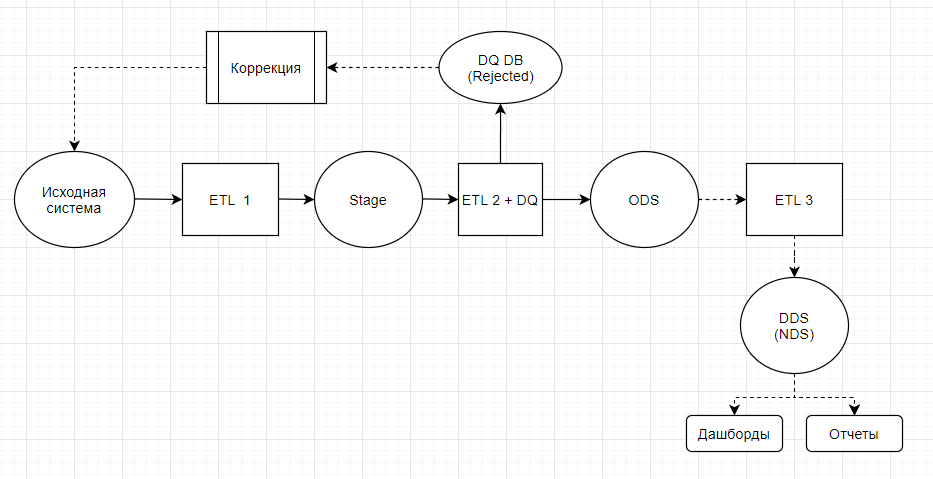 Коррекция
DQ DB
(Rejected)
Исходная
система
ETL 1
Stage
ETL 2 + DQ
ODS
ETL 3
DDS
(NDS)
Дашборды
Отчеты